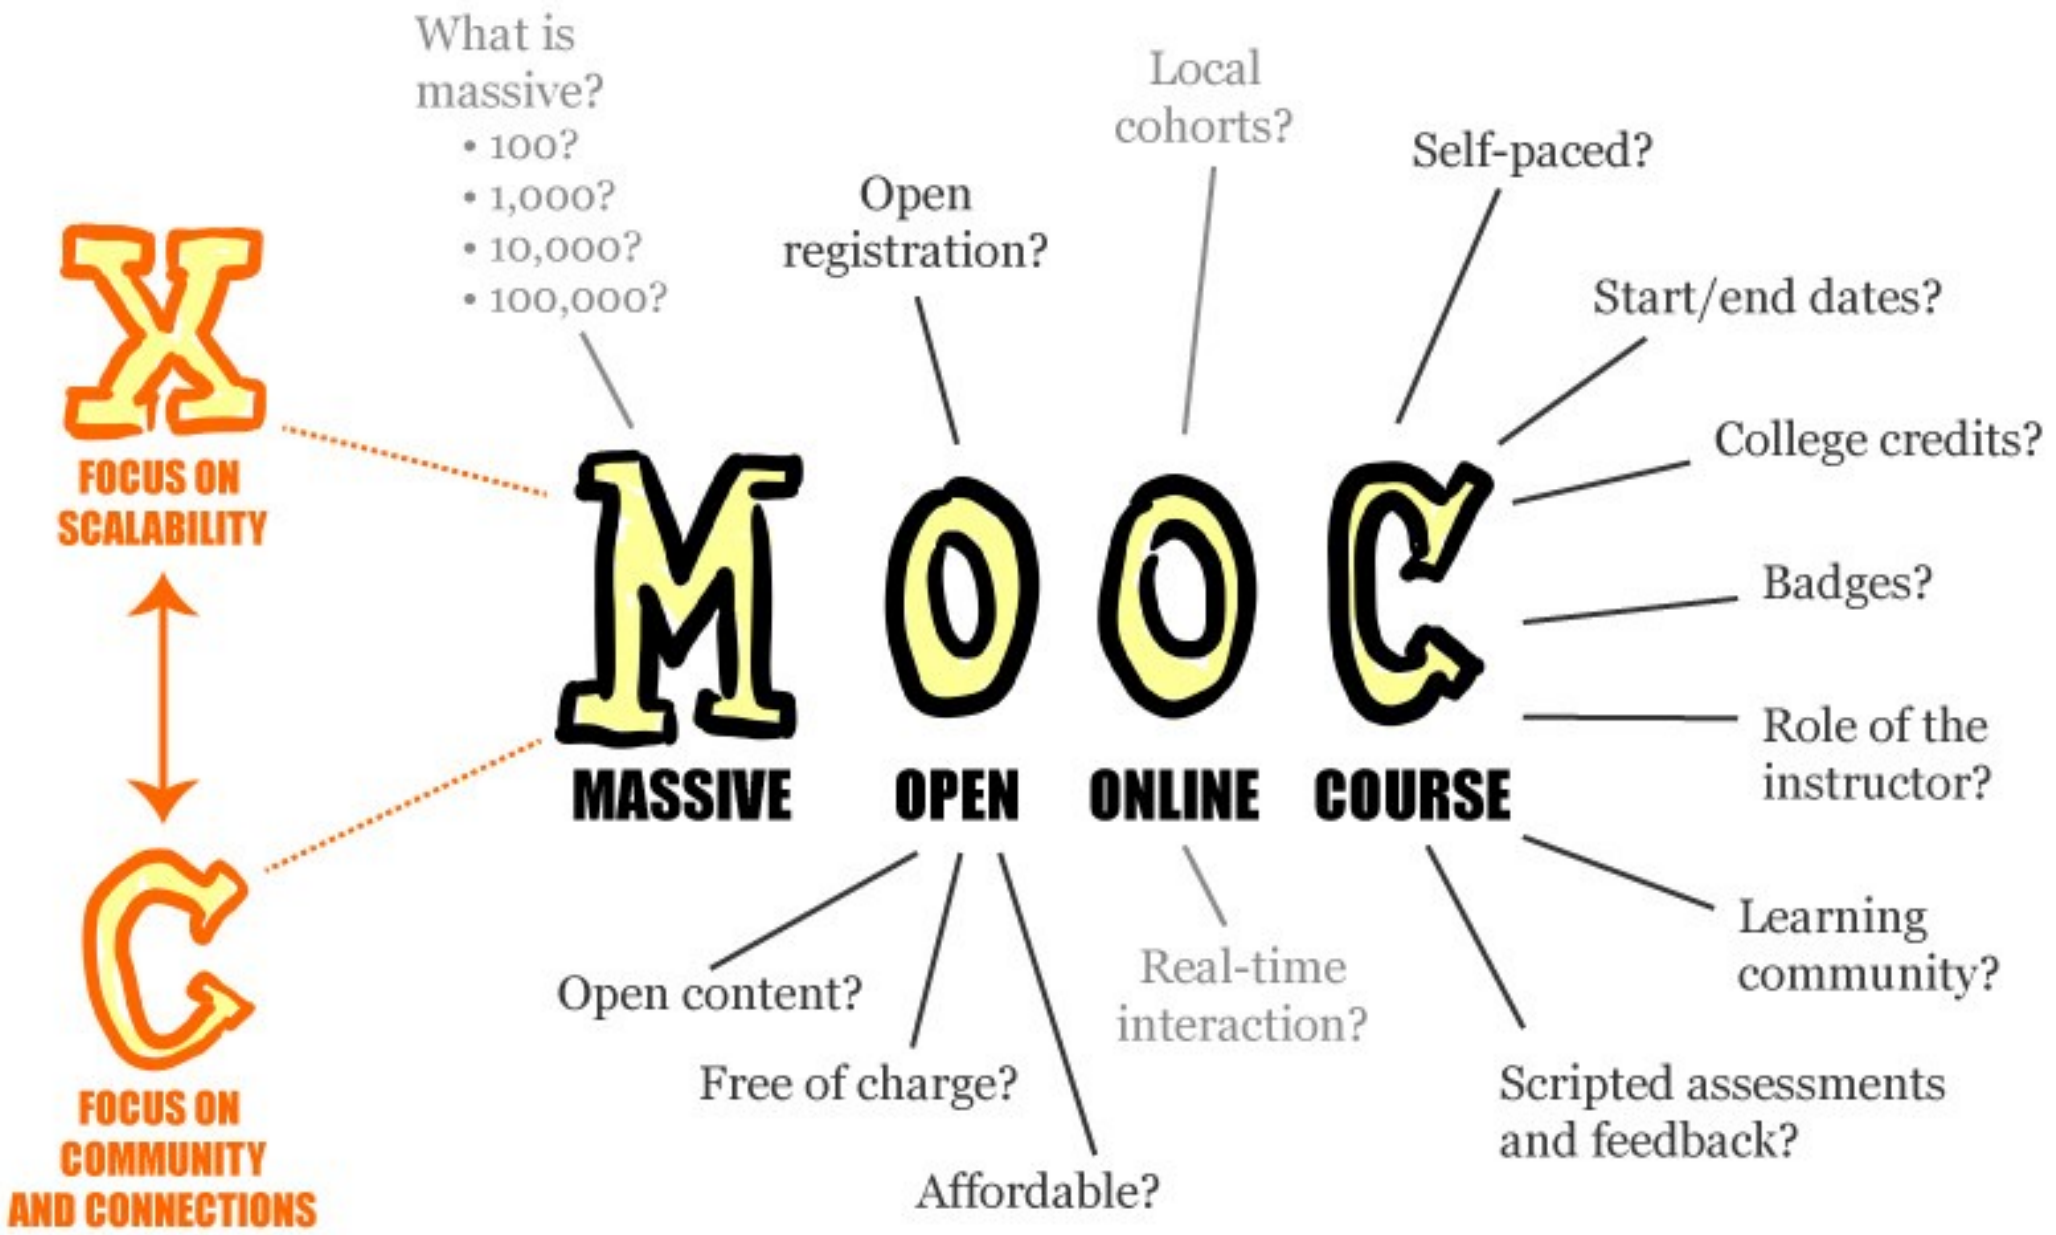 What is
massive?
• 100?
• 1,000?
• 10,000?
• 100,000?
Open
registration?
Local
cohorts?
Self-paced?
Start/end dates?
College credits?
Badges?
Role of the
instructor?
Learning
community?
Scripted assessments
and feedback?
X
FOCUS ON
SCALABILITY
C
FOCUS ON
COMMUNITY
AND CONNECTIONS
MOOC
MASSIVE OPEN ONLINE COURSE
Open content?
Free of charge?
Affordable?
Real-time
interaction?